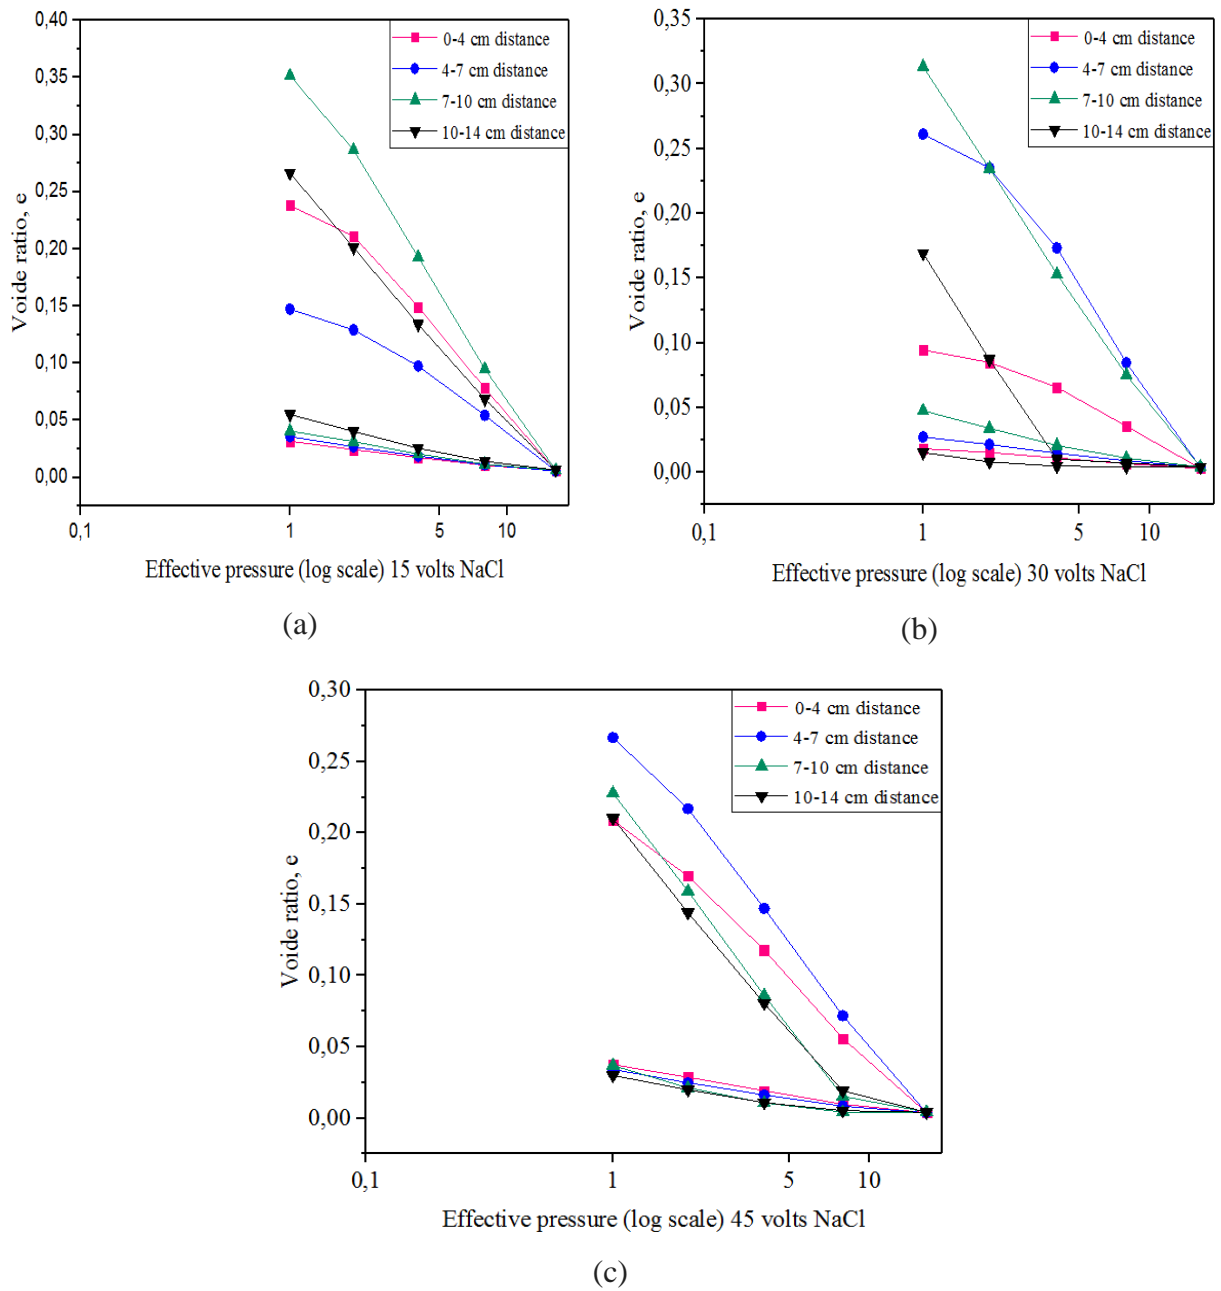 0,40
0,35
0,30
0,25
0,20
0,15
0,10
0,05
0,00
Voide ratio, e
0-4 cm distance
4-7 cm distance
7-10 cm distance
10-14 cm distance
0,1 1 5 10
Effective pressure (log scale) 15 volts NaCl
(a)
0,35
0,30
0,25
0,20
0,15
0,10
0,05
0,00
Voide ratio, e
0-4 cm distance
4-7 cm distance
7-10 cm distance
10-14 cm distance
0,1 1 5 10
Effective pressure (log scale) 30 volts NaCl
(b)
0,30
0,25
0,20
0,15
0,10
0,05
0,00
Voide ratio, e
0-4 cm distance
4-7 cm distance
7-10 cm distance
10-14 cm distance
0,1 1 5 10
Effective pressure (log scale) 45 volts NaCl
(c)